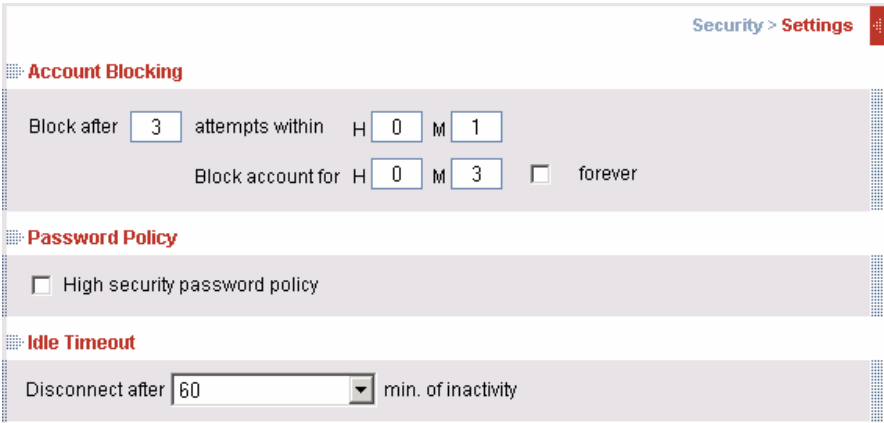 Security > Settings
Account Blocking
Block after 3 attempts within H 0 M 1
Block account for H 0 M 3 forever
Password Policy
High security password policy
Idle Timeout
Disconnect after 60 min. of inactivity